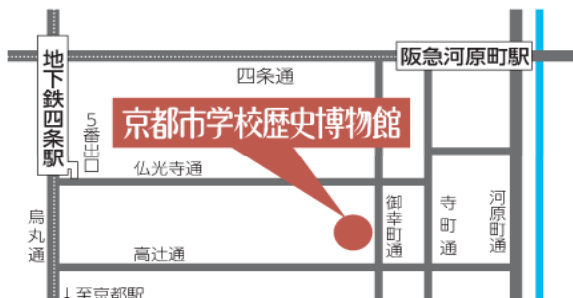 阪急河原町駅
地下鉄四条駅
四条通
5番出口
京都市学校歴史博物館
仏光寺通
御幸町通
寺町通
河原町通
烏丸通
高辻通
↓至京都駅